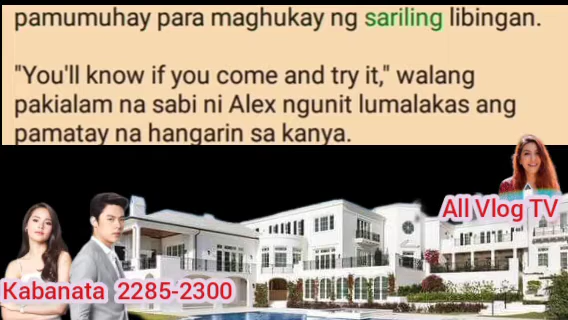 pamumuhay para maghukay ng sariling libingan.
"You'll know if you come and try it," walang
pakialam na sabi ni Alex ngunit lumalakas ang
pamatay na hangarin sa kanya.
All Vlog TV
Kabanata 2285-2300